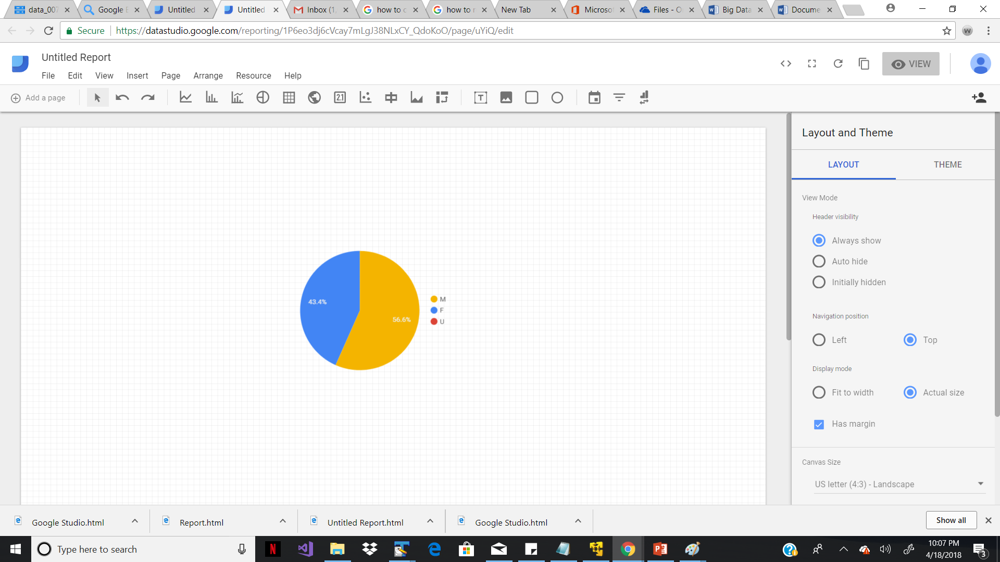 data_007
Google
Untitled
Untitled
Inbox (1,
how to
how to
New Tab
Microsof
Files - O
Big Data
Docume
Secure
https://datastudio.google.com/reporting/1P6eo3dj6cVcay7mLgJ38NLxCY_QdoKoO/page/uYiQ/edit
W
Untitled Report
VIEW
File Edit View Insert Page Arrange Resource Help
Add a page
2.1
T
Layout and Theme
LAYOUT THEME
View Mode
Header visibility
Always show
Auto hide
Initially hidden
43.4%
56.6%
M
F
U
Navigation position
Left Top
Display mode
Fit to width Actual size
Has margin
Canvas Size
US letter (4:3) - Landscape
Google Studio.html
Report.html
Untitled Report.html
Google Studio.html
Show all
Type here to search
10:07 PM
4/18/2018
3